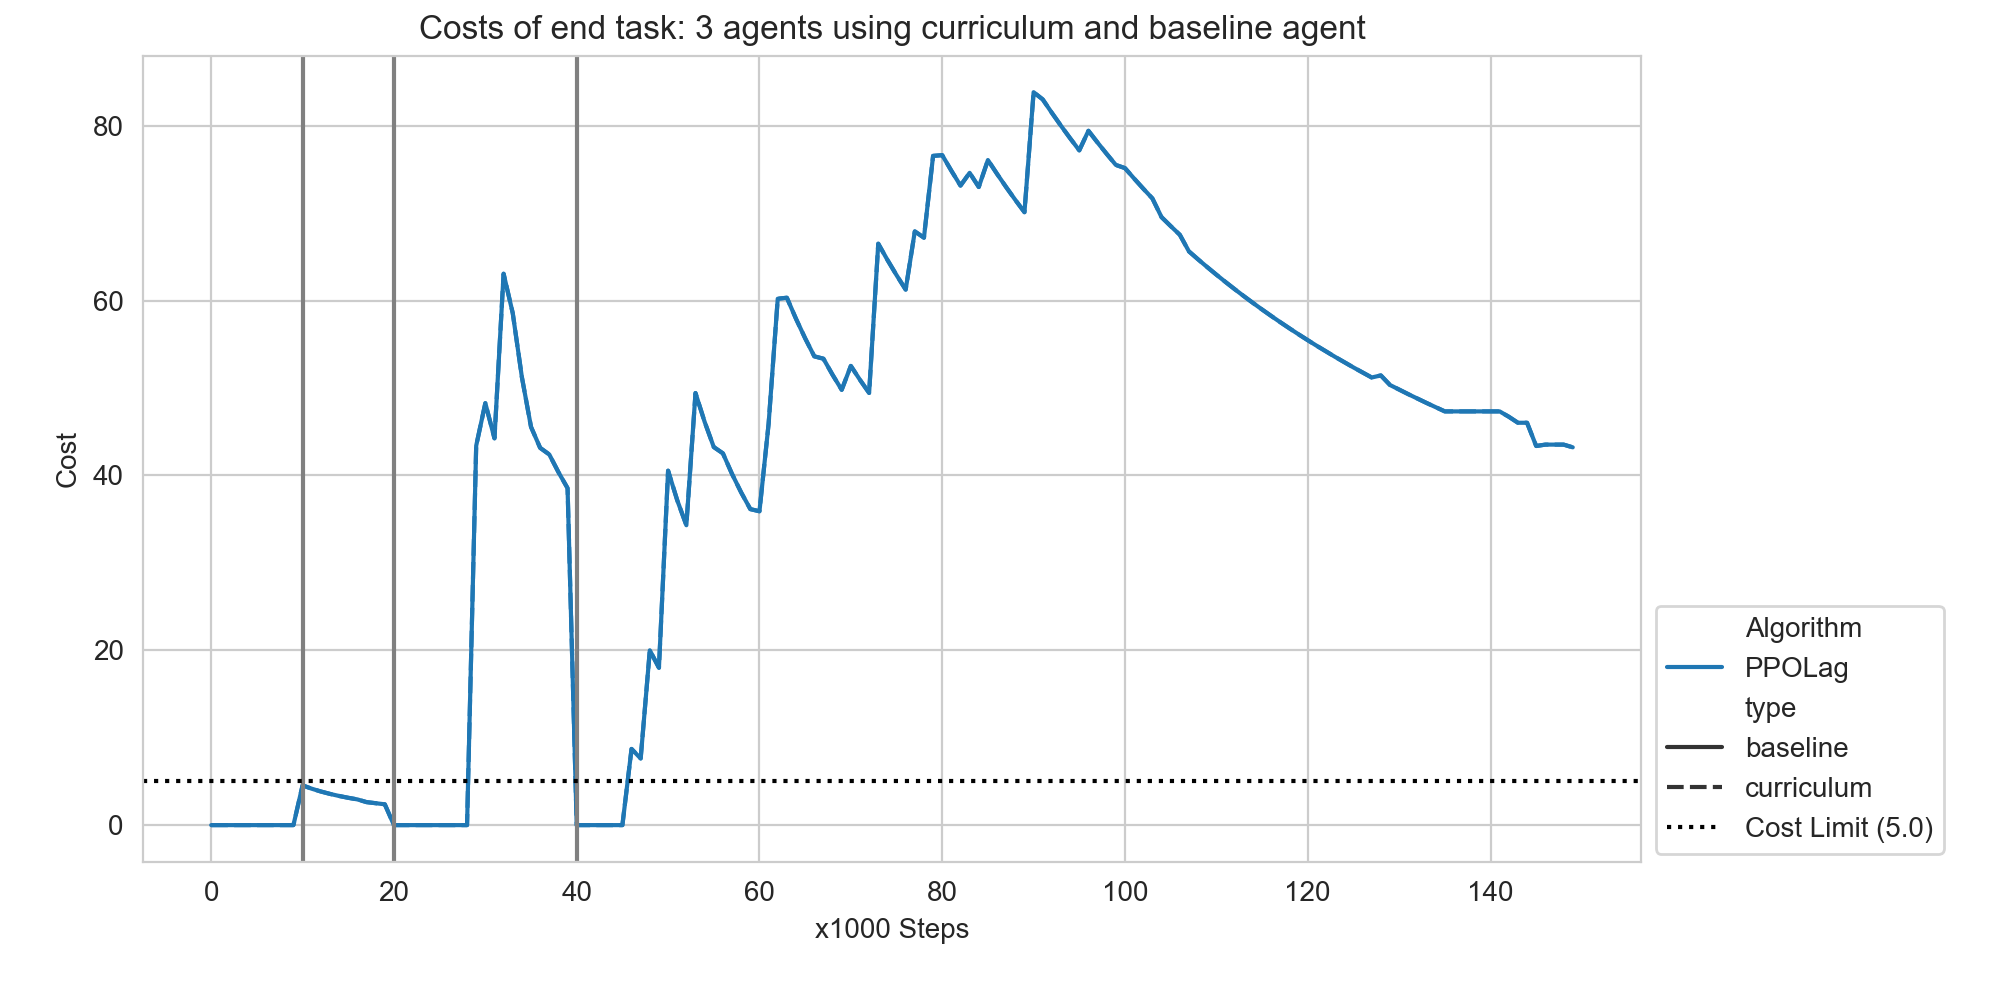 Costs of end task: 3 agents using curriculum and baseline agent
80
60
40
20
0
Cost
0 20 40 60 80 100 120 140
x1000 Steps
Algorithm
PPOLag
type
baseline
curriculum
Cost Limit (5.0)